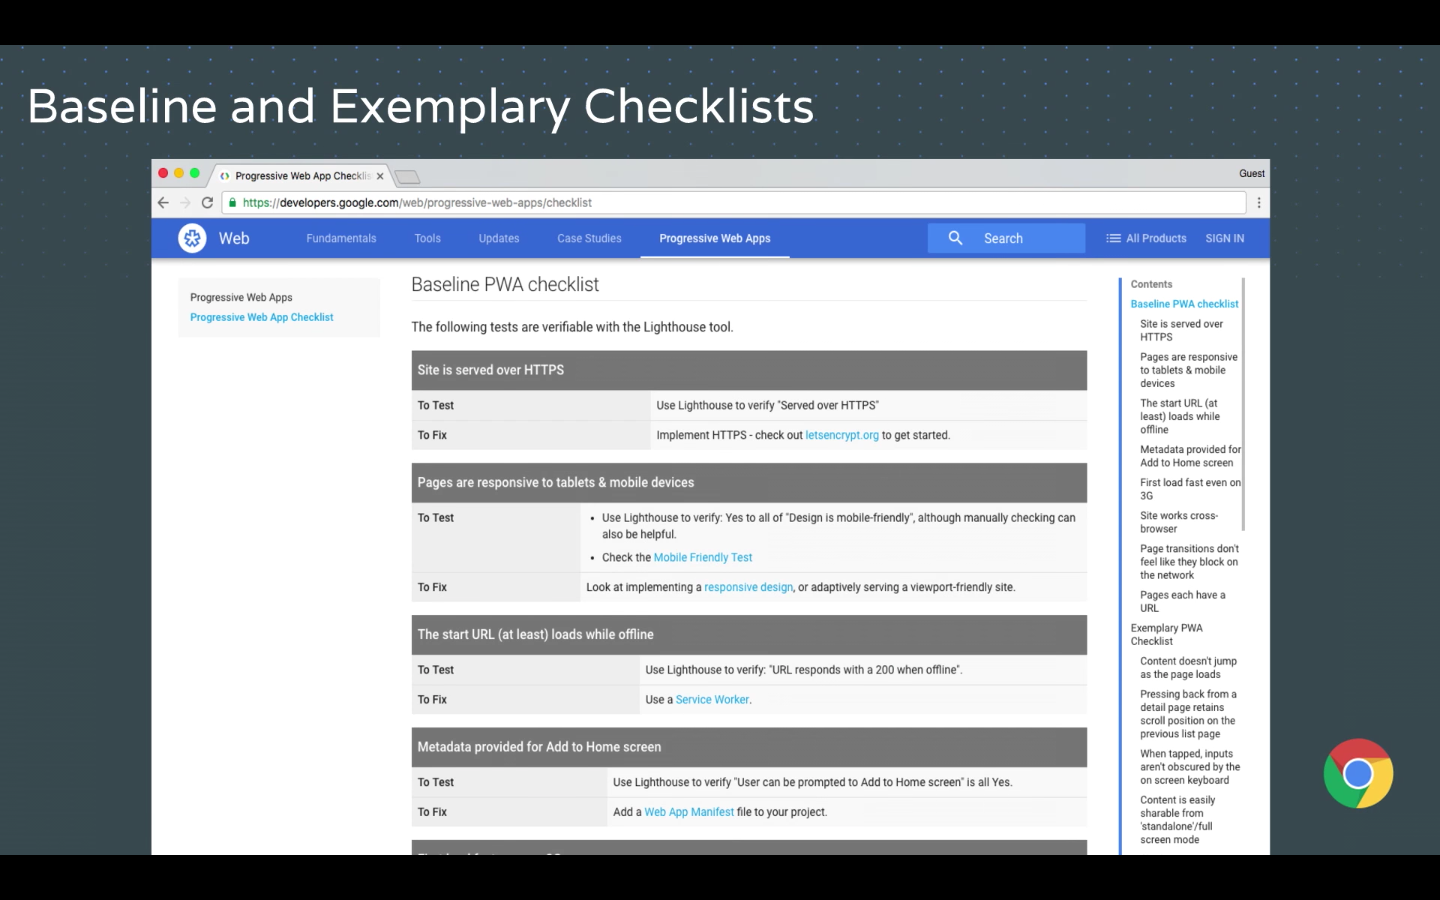 Baseline and Exemplary Checklists
Progressive Web App Checklis
Guest
https://developers.google.com/web/progressive-web-apps/checklist
Web
Fundamentals
Tools
Updates
Case Studies
Progressive Web Apps
Search
All Products
SIGN IN
Progressive Web Apps
Progressive Web App Checklist
Baseline PWA checklist
The following tests are verifiable with the Lighthouse tool.
Site is served over HTTPS
To Test
Use Lighthouse to verify "Served over HTTPS"
To Fix
Implement HTTPS - check out letsencrypt.org to get started.
Pages are responsive to tablets & mobile devices
To Test
• Use Lighthouse to verify: Yes to all of "Design is mobile-friendly", although manually checking can
also be helpful.
• Check the Mobile Friendly Test
To Fix
Look at implementing a responsive design, or adaptively serving a viewport-friendly site.
The start URL (at least) loads while offline
To Test
Use Lighthouse to verify: "URL responds with a 200 when offline".
To Fix
Use a Service Worker.
Metadata provided for Add to Home screen
To Test
Use Lighthouse to verify "User can be prompted to Add to Home screen" is all Yes.
To Fix
Add a Web App Manifest file to your project.
Contents
Baseline PWA checklist
Site is served over
HTTPS
Pages are responsive
to tablets & mobile
devices
The start URL (at
least) loads while
offline
Metadata provided for
Add to Home screen
First load fast even on
3G
Site works cross-
browser
Page transitions don't
feel like they block on
the network
Pages each have a
URL
Exemplary PWA
Checklist
Content doesn't jump
as the page loads
Pressing back from a
detail page retains
scroll position on the
previous list page
When tapped, inputs
aren't obscured by the
on screen keyboard
Content is easily
sharable from
'standalone'/full
screen mode